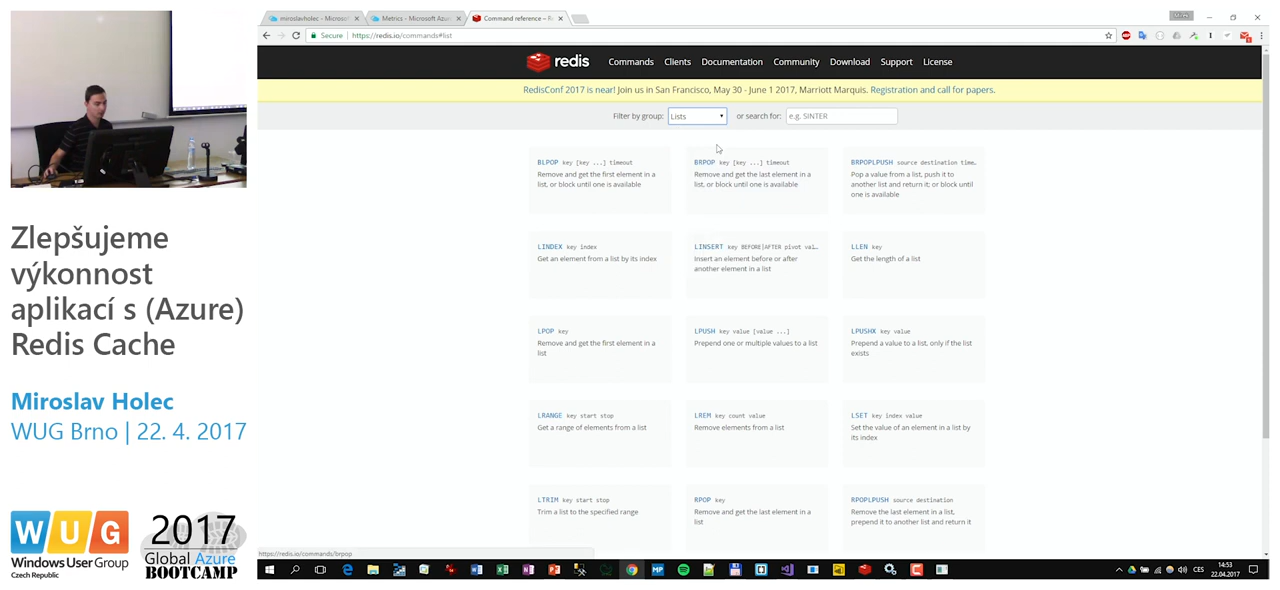 miroslavholec - Microsof
Metrics - Microsoft Azur
Command reference – Re
Secure
https://redis.io/commands#list
redis
Commands
Clients
Documentation
Community
Download
Support
License
RedisConf 2017 is near! Join us in San Francisco, May 30 - June 1 2017, Marriott Marquis. Registration and call for papers.
Filter by group:
Lists
or search for:
e.g. SINTER
BLPOP key [key ...] timeout
Remove and get the first element in a
list, or block until one is available
BRPOP key [key ...] timeout
Remove and get the last element in a
list, or block until one is available
BRPOPLPUSH source destination time…
Pop a value from a list, push it to
another list and return it; or block until
one is available
LINDEX key index
Get an element from a list by its index
LINSERT key BEFORE|AFTER pivot val…
Insert an element before or after
another element in a list
LLEN key
Get the length of a list
LPOP key
Remove and get the first element in a
list
LPUSH key value [value ...]
Prepend one or multiple values to a list
LPUSHX key value
Prepend a value to a list, only if the list
exists
LRANGE key start stop
Get a range of elements from a list
LREM key count value
Remove elements from a list
LSET key index value
Set the value of an element in a list by
its index
LTRIM key start stop
Trim a list to the specified range
RPOP key
Remove and get the last element in a
list
RPOPLPUSH source destination
Remove the last element in a list,
prepend it to another list and return it
https://redis.io/commands/brpop
CES
14:53
22.04.2017
Zlepšujeme
výkonnost
aplikací s (Azure)
Redis Cache
Miroslav Holec
WUG Brno | 22. 4. 2017
WUG
Windows User Group
Czech Republic
2017
Global Azure
BOOTCAMP